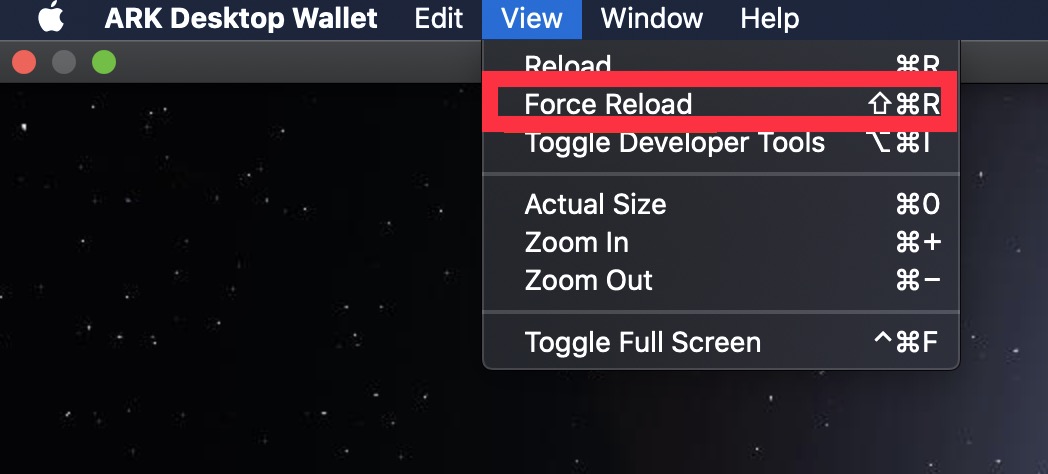 ARK Desktop Wallet Edit View Window Help
Reload ⌘R
Force Reload ⇧⌘R
Toggle Developer Tools ⌥⌘I
Actual Size ⌘0
Zoom In ⌘+
Zoom Out ⌘−
Toggle Full Screen ^⌘F